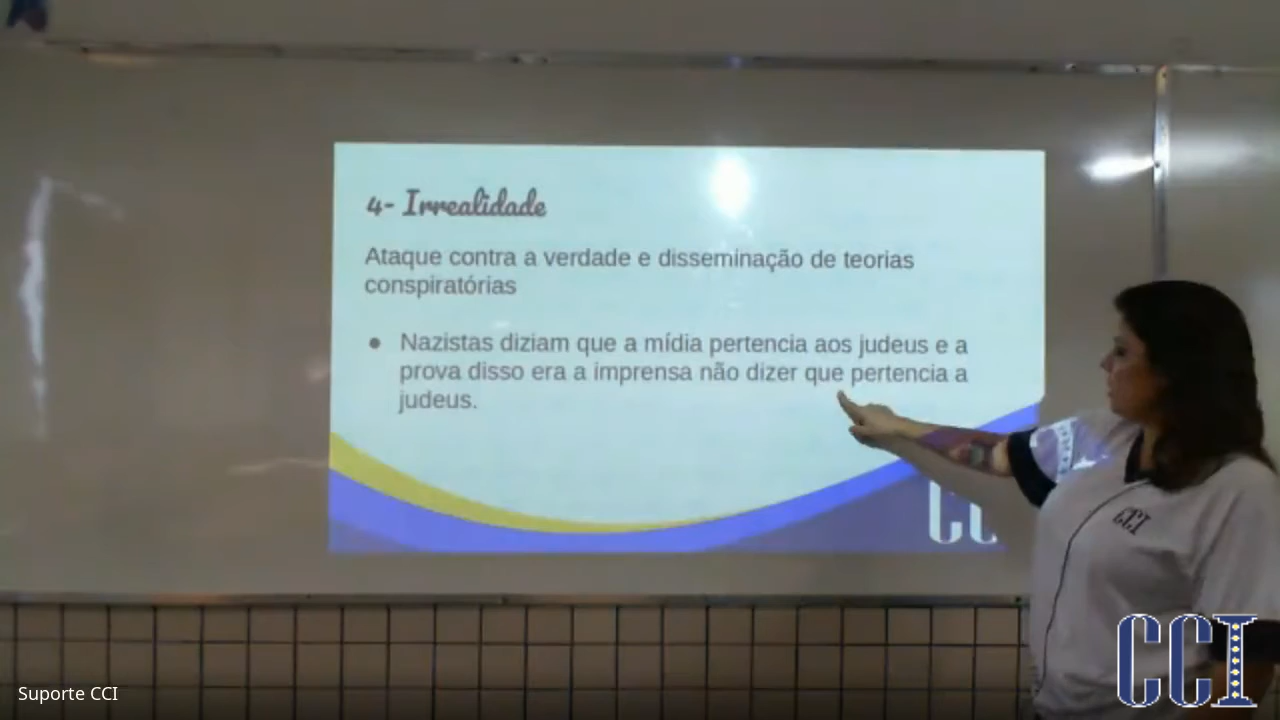 4- Irrealidade
Ataque contra a verdade e disseminação de teorias
conspiratórias
● Nazistas diziam que a mídia pertencia aos judeus e a
prova disso era a imprensa não dizer que pertencia a
judeus.
CCI
CCI
Suporte CCI